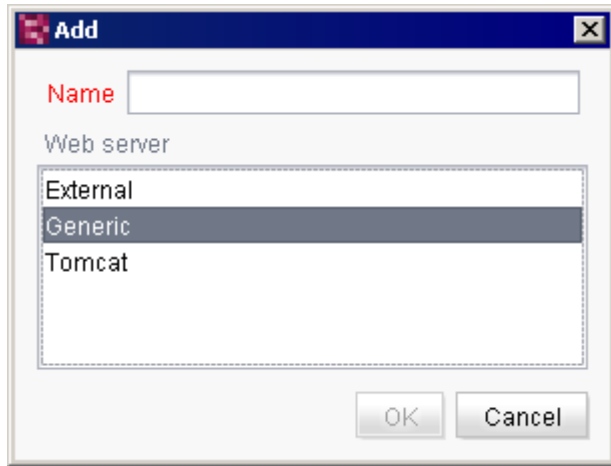 Add
Name
Web server
External
Generic
Tomcat
OK Cancel